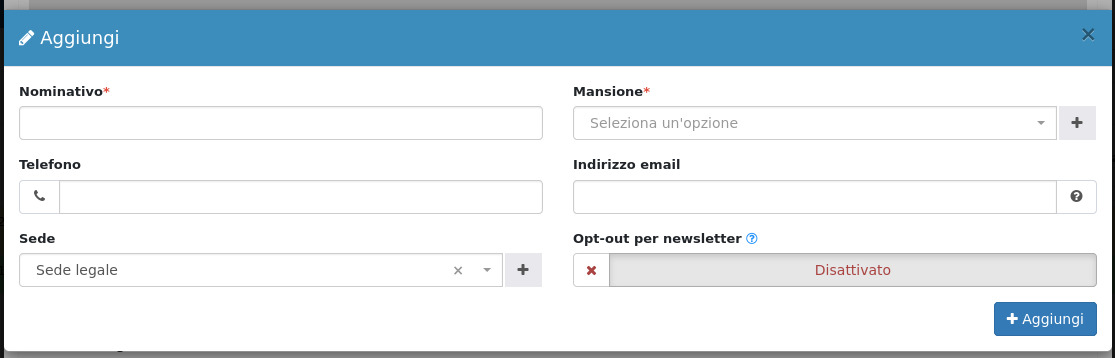 Aggiungi
×
Nominativo*
Mansione*
Seleziona un'opzione
Telefono
Indirizzo email
Sede
Opt-out per newsletter
Sede legale ×
Disattivato
Aggiungi